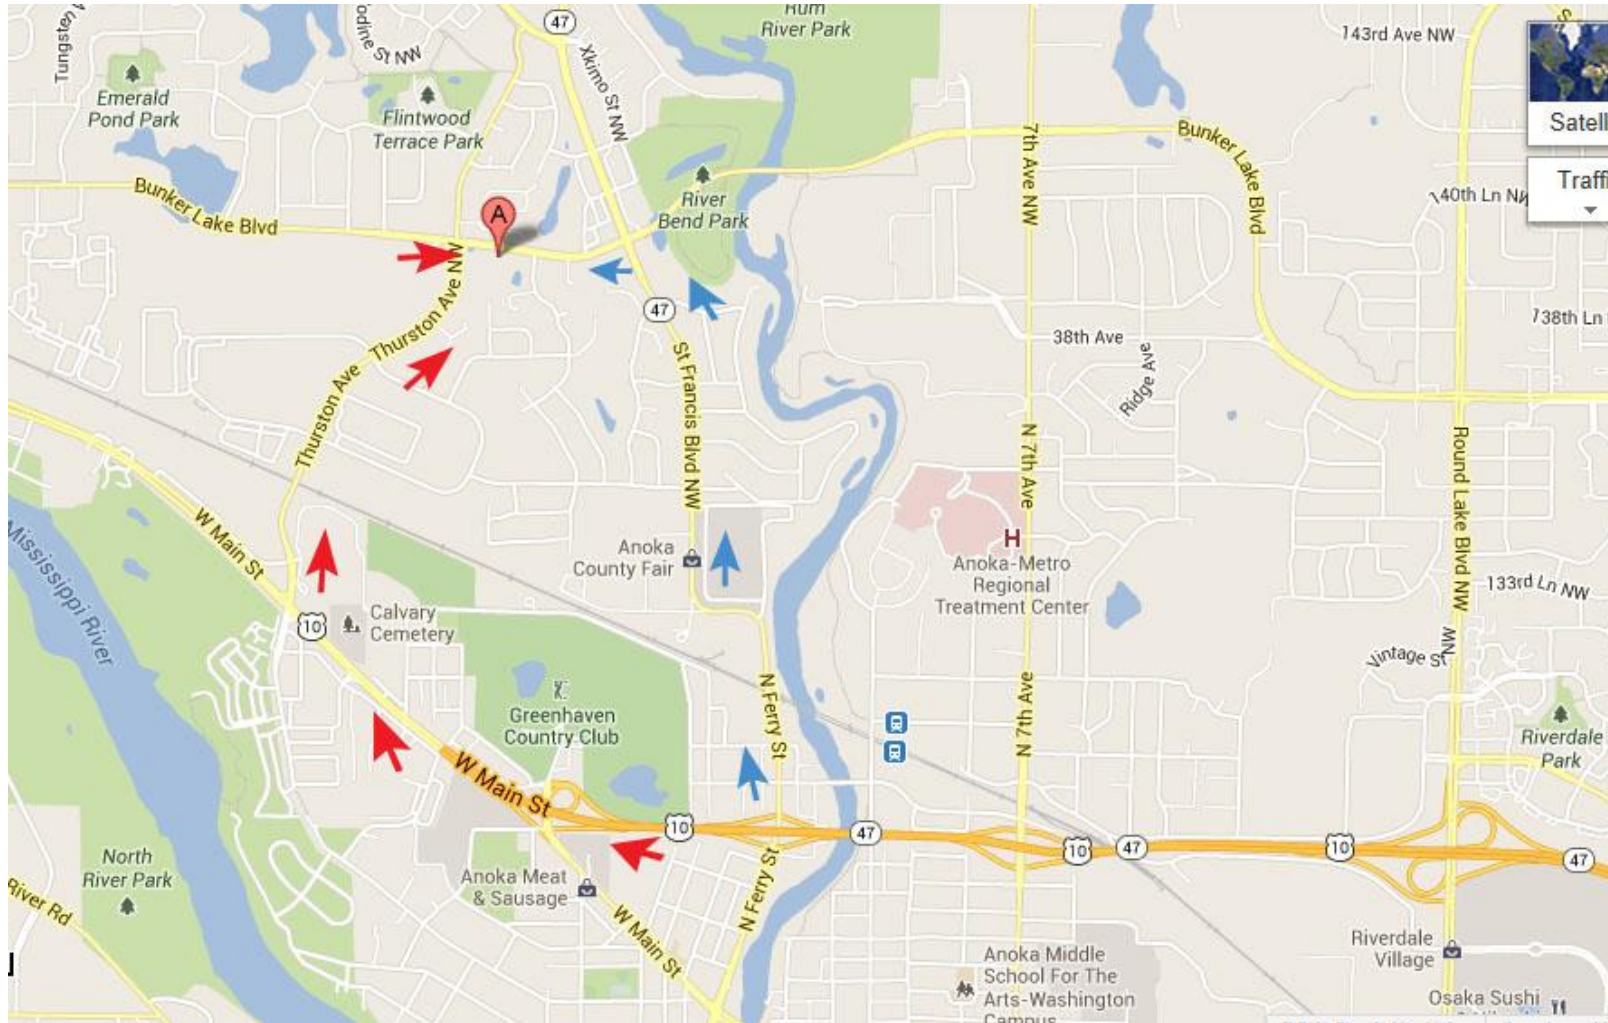 47
Rum
River Park
143rd Ave NW
Tungsten
St NW
Xkimo St NW
Emerald
Pond Park
Flintwood
Terrace Park
Satell
Bunker Lake Blvd
7th Ave NW
Traffi
140th Ln NW
River
Bend Park
Bunker Lake Blvd
A
Thurston Ave NW
47
38th Ave
138th Ln
Ridge Ave
St Francis Blvd NW
Thurston Ave
N 7th Ave
Round Lake Blvd NW
W Main St
Mississippi River
Anoka
County Fair
H
Anoka-Metro
Regional
Treatment Center
133rd Ln NW
10
Calvary
Cemetery
NW
Vintage St
N Ferry St
N 7th Ave
Greenhaven
Country Club
Riverdale
Park
W Main St
10
47
10
47
10
47
North
River Park
Anoka Meat
& Sausage
N Ferry St
River Rd
W Main St
Riverdale
Village
Anoka Middle
School For The
Arts-Washington
Campus
Osaka Sushi